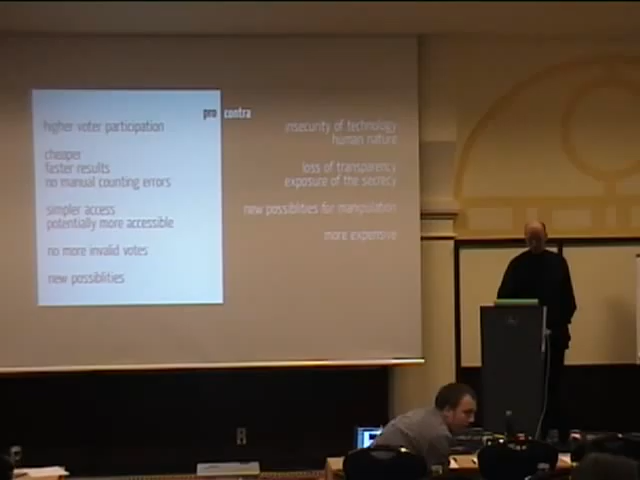 pro contra
higher voter participation
cheaper
faster results
no manual counting errors
simpler access
potentially more accessible
no more invalid votes
new possiblities
insecurity of technology
human nature
loss of transparency
exposure of the secrecy
new possiblities for manipulation
more expensive